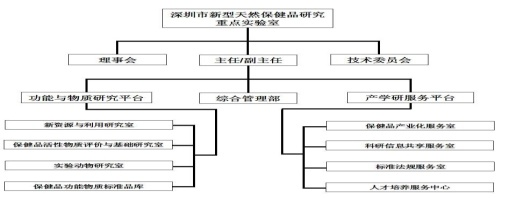 深圳市新型天然保健品研究
重点实验室
理事会
主任/副主任
技术委员会
功能与物质研究平台
综合管理部
产学研服务平台
新资源与利用研究室
保健品活性物质评价与基础研究室
实验动物研究室
保健品功能物质标准品库
保健品产业化服务室
科研信息共享服务室
标准法规服务室
人才培养服务中心